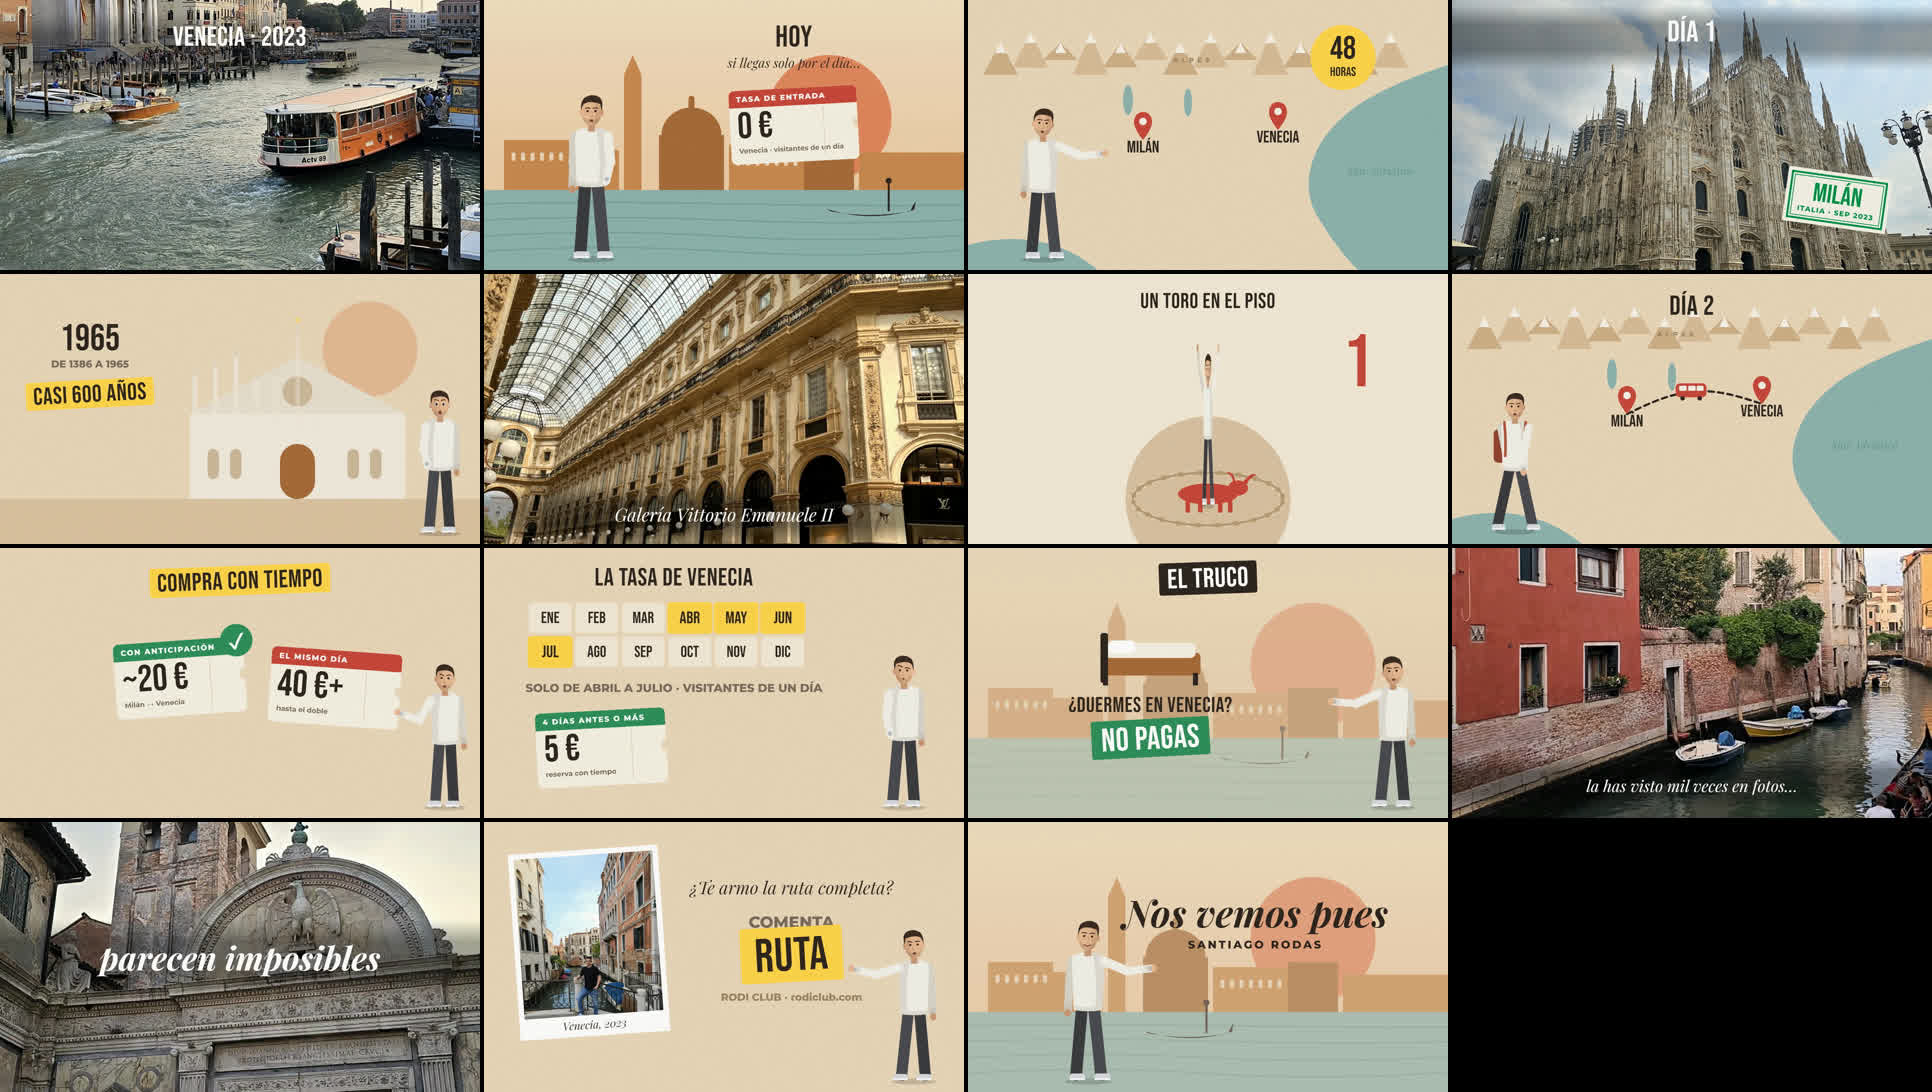 VENECIA · 2023
Actv 89
HOY
si llegas solo por el día...
TASA DE ENTRADA
0 €
Venecia · visitantes de un día
ALPES
48
HORAS
MILÁN
VENECIA
DÍA 1
MILÁN
ITALIA · SEP 2023
1965
DE 1386 A 1965
CASI 600 AÑOS
Galería Vittorio Emanuele II
UN TORO EN EL PISO
1
DÍA 2
ALPES
MILÁN
VENECIA
COMPRA CON TIEMPO
CON ANTICIPACIÓN
~20 €
Milán ↔ Venecia
EL MISMO DÍA
40 €+
hasta el doble
LA TASA DE VENECIA
ENE FEB MAR ABR MAY JUN
JUL AGO SEP OCT NOV DIC
SOLO DE ABRIL A JULIO · VISITANTES DE UN DÍA
4 DÍAS ANTES O MÁS
5 €
reserva con tiempo
EL TRUCO
¿DUERMES EN VENECIA?
NO PAGAS
la has visto mil veces en fotos...
parecen imposibles
¿Te armo la ruta completa?
COMENTA
RUTA
RODI CLUB · rodiclub.com
Venecia, 2023
Nos vemos pues
SANTIAGO RODAS